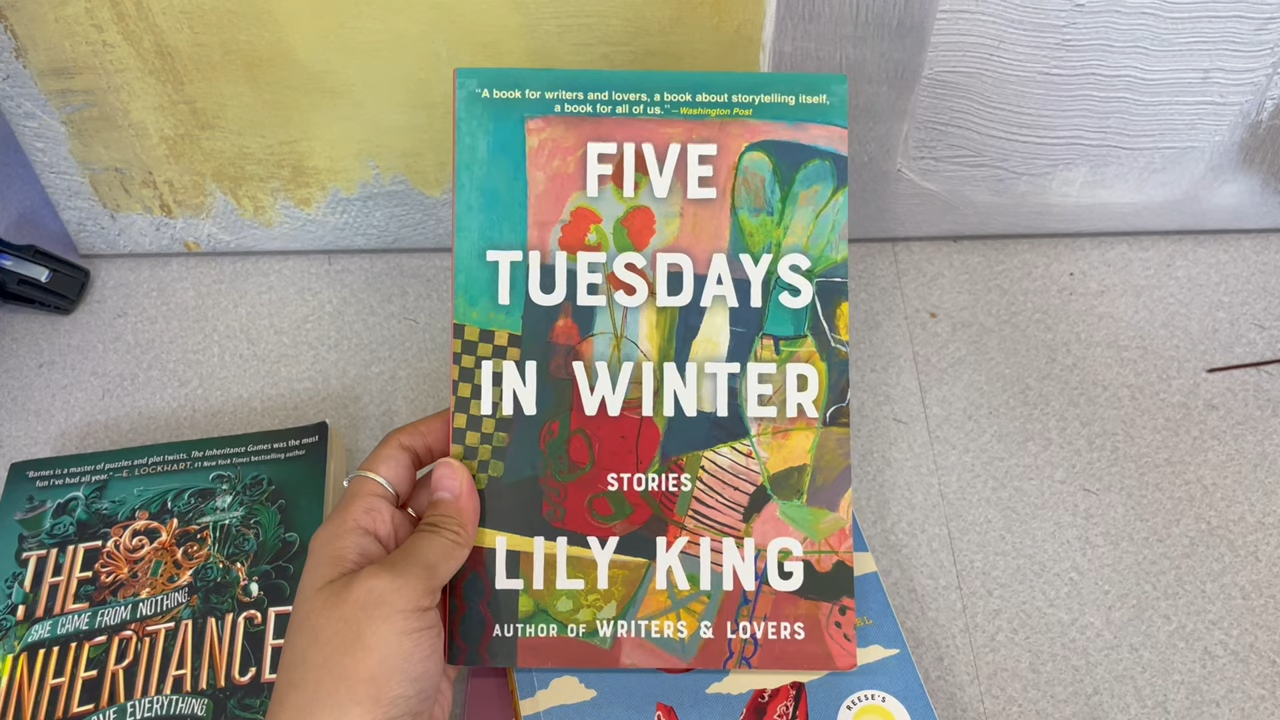 "A book for writers and lovers, a book about storytelling itself,
a book for all of us." —Washington Post
FIVE
TUESDAYS
IN WINTER
STORIES
LILY KING
AUTHOR OF WRITERS & LOVERS
"Barnes is a master of puzzles and plot twists. The Inheritance Games was the most
fun I've had all year." —E. LOCKHART, #1 New York Times bestselling author
THE
SHE CAME FROM NOTHING.
INHERITANCE
AVE EVERYTHING.
EL
REESE'S